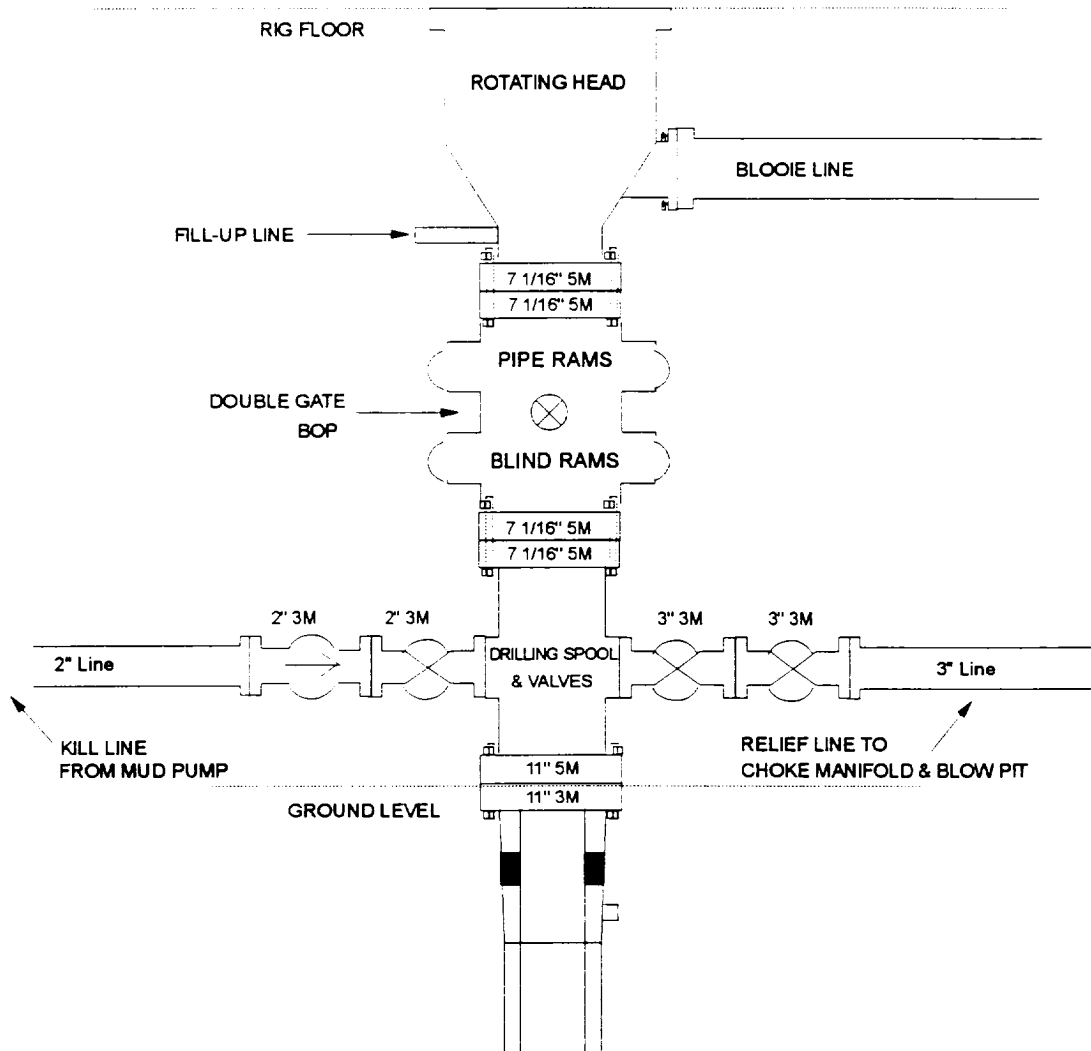 RIG FLOOR
ROTATING HEAD
BLOOIE LINE
FILL-UP LINE
7 1/16" 5M
7 1/16" 5M
PIPE RAMS
DOUBLE GATE
BOP
BLIND RAMS
7 1/16" 5M
7 1/16" 5M
2" 3M
2" 3M
3" 3M
3" 3M
2" Line
DRILLING SPOOL
& VALVES
3" Line
KILL LINE
FROM MUD PUMP
RELIEF LINE TO
CHOKE MANIFOLD & BLOW PIT
11" 5M
11" 3M
GROUND LEVEL